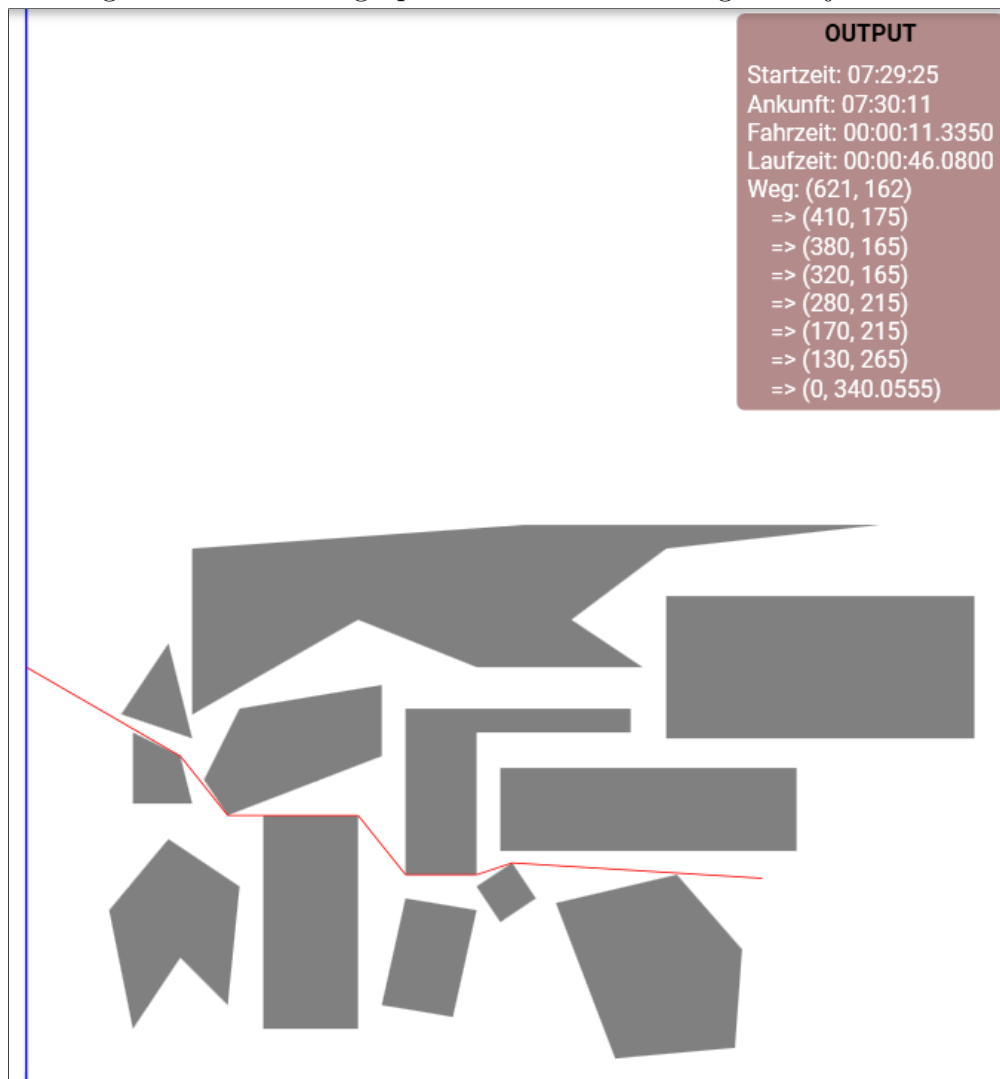 OUTPUT
Startzeit: 07:29:25
Ankunft: 07:30:11
Fahrzeit: 00:00:11.3350
Laufzeit: 00:00:46.0800
Weg: (621, 162)
=> (410, 175)
=> (380, 165)
=> (320, 165)
=> (280, 215)
=> (170, 215)
=> (130, 265)
=> (0, 340.0555)